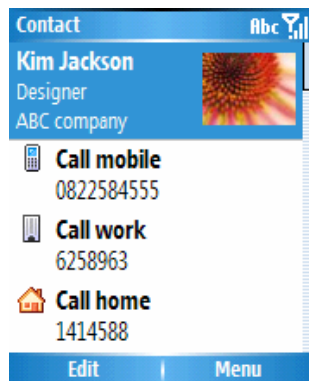 Contact Abc
Kim Jackson
Designer
ABC company
Call mobile
0822584555
Call work
6258963
Call home
1414588
Edit Menu